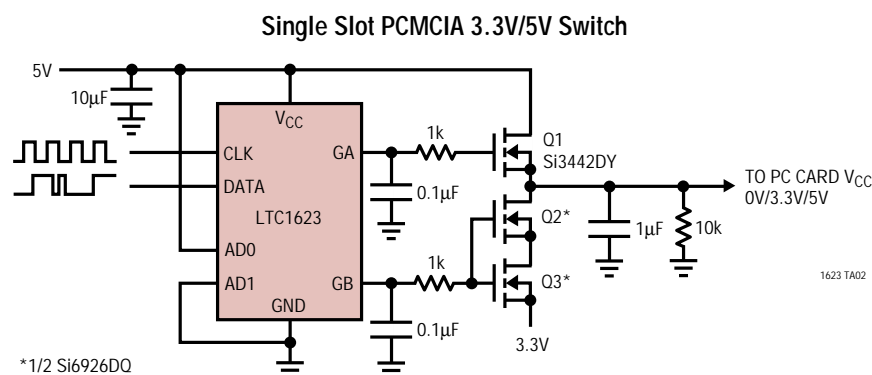 Single Slot PCMCIA 3.3V/5V Switch
5V
10µF
VCC
CLK
DATA
LTC1623
AD0
AD1
GND
GA
GB
1k
0.1µF
Q1
Si3442DY
Q2*
1k
Q3*
0.1µF
3.3V
1µF
10k
TO PC CARD VCC
0V/3.3V/5V
1623 TA02
*1/2 Si6926DQ